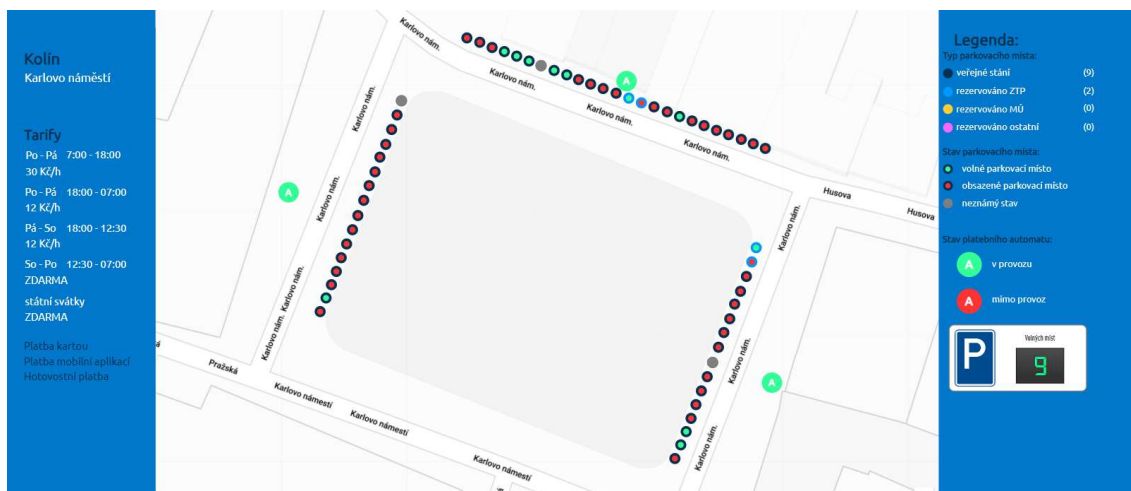 Kolín
Karlovo náměstí
Tarify
Po - Pá 7:00 - 18:00
30 Kč/h
Po - Pá 18:00 - 07:00
12 Kč/h
Pá - So 18:00 - 12:30
12 Kč/h
So - Po 12:30 - 07:00
ZDARMA
státní svátky
ZDARMA
Platba kartou
Platba mobilní aplikací
Hotovostní platba
Karlovo nám.
Karlovo nám.
Karlovo nám.
Karlovo nám.
Karlovo nám.
A
Karlovo nám.
A
Husova
Husova
Karlovo nám.
Karlovo nám.
Karlovo nám.
Karlovo nám.
Karlovo nám.
A
Karlovo nám.
Pražská
Karlovo náměstí
Karlovo náměstí
Karlovo náměstí
Legenda:
Typ parkovacího místa:
veřejné stání (9)
rezervováno ZTP (2)
rezervováno MÚ (0)
rezervováno ostatní (0)
Stav parkovacího místa:
volné parkovací místo
obsazené parkovací místo
neznámý stav
Stav platebního automatu:
A v provozu
A mimo provoz
P
Volných míst
9